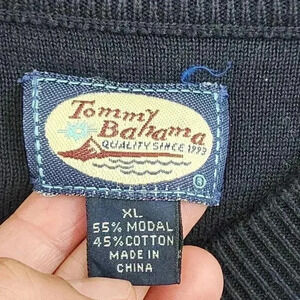 Tommy
Bahama
QUALITY SINCE 1993
®
XL
55% MODAL
45% COTTON
MADE IN
CHINA